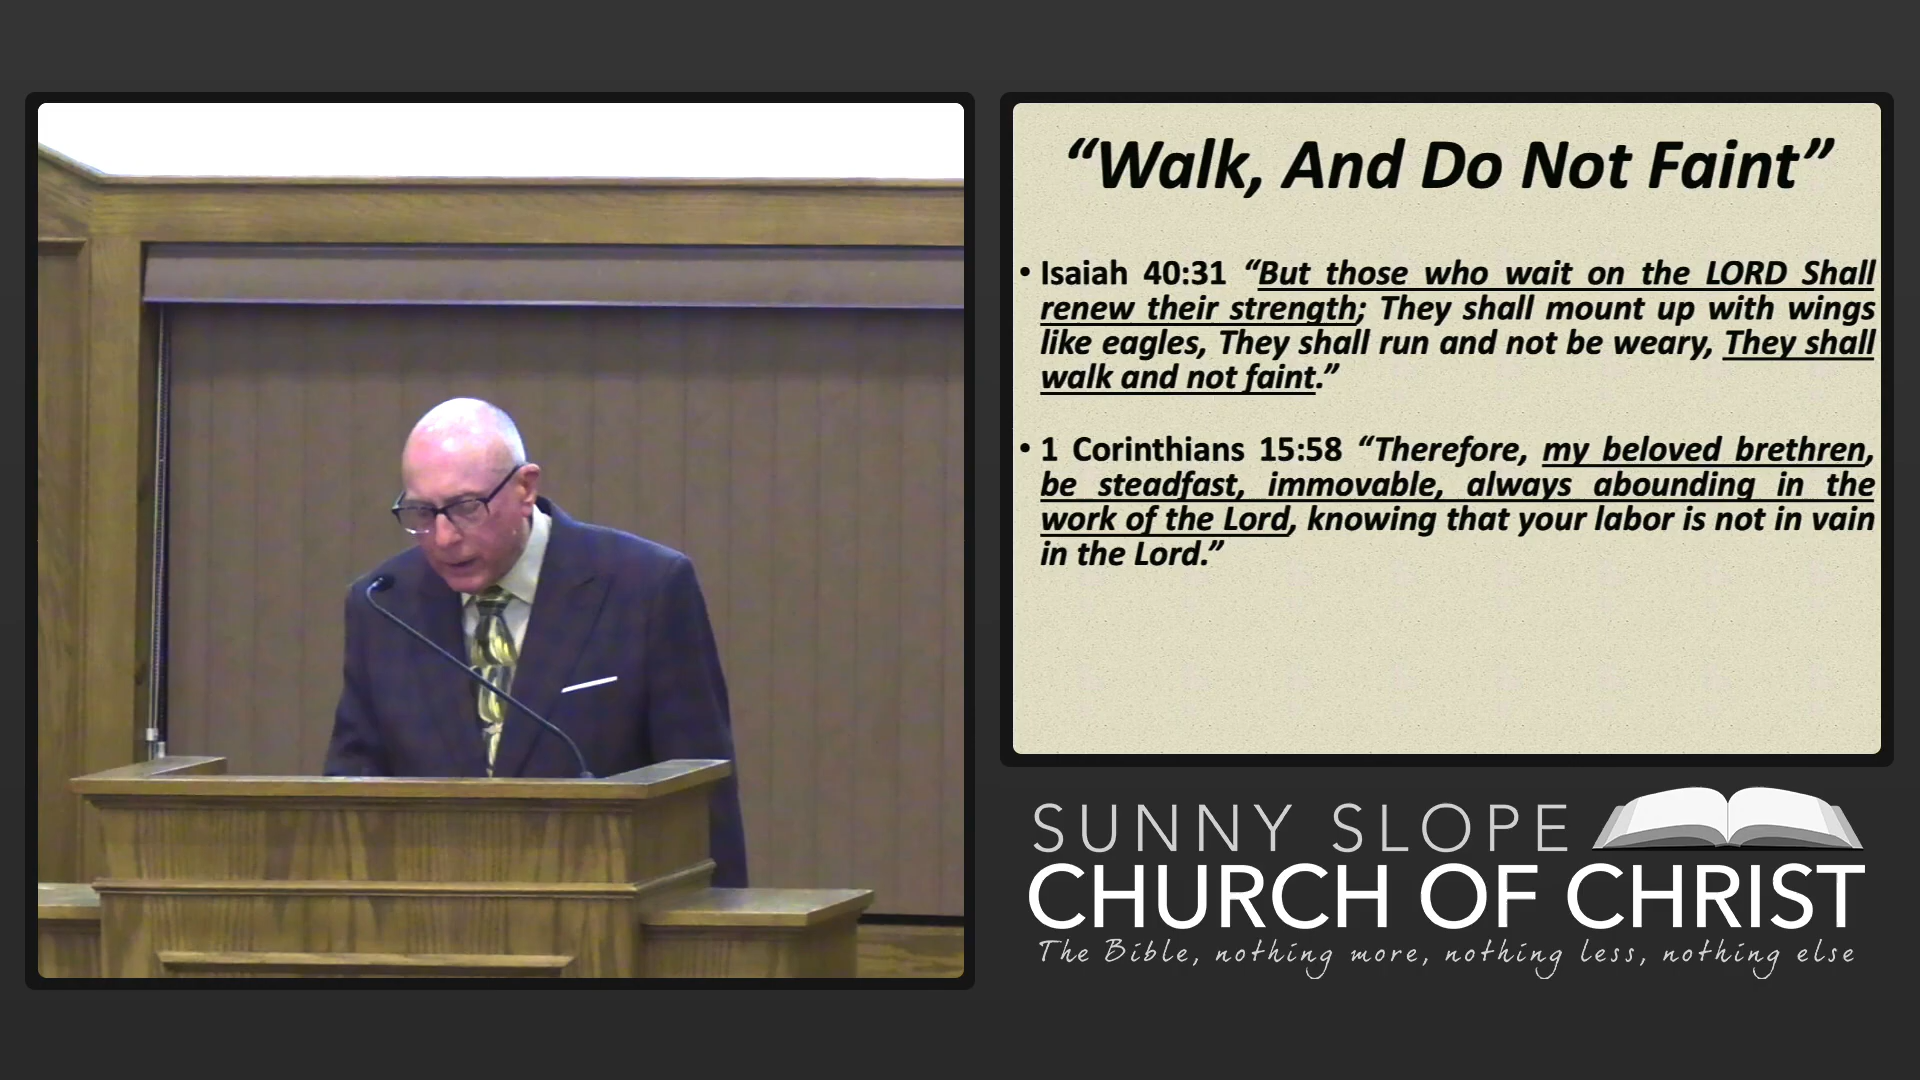 “Walk, And Do Not Faint”
• Isaiah 40:31 “But those who wait on the LORD Shall
renew their strength; They shall mount up with wings
like eagles, They shall run and not be weary, They shall
walk and not faint.”
• 1 Corinthians 15:58 “Therefore, my beloved brethren,
be steadfast, immovable, always abounding in the
work of the Lord, knowing that your labor is not in vain
in the Lord.”
SUNNY SLOPE
CHURCH OF CHRIST
The Bible, nothing more, nothing less, nothing else